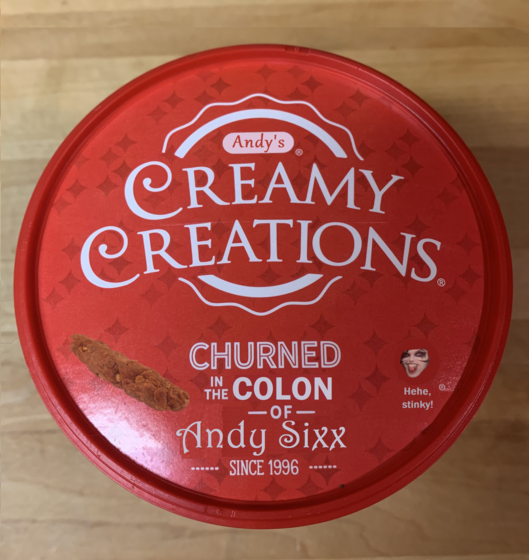 Andy's ®
CREAMY
CREATIONS®
CHURNED
IN THE COLON
—OF—
Andy Sixx
------ SINCE 1996 ------
®
Hehe,
stinky!